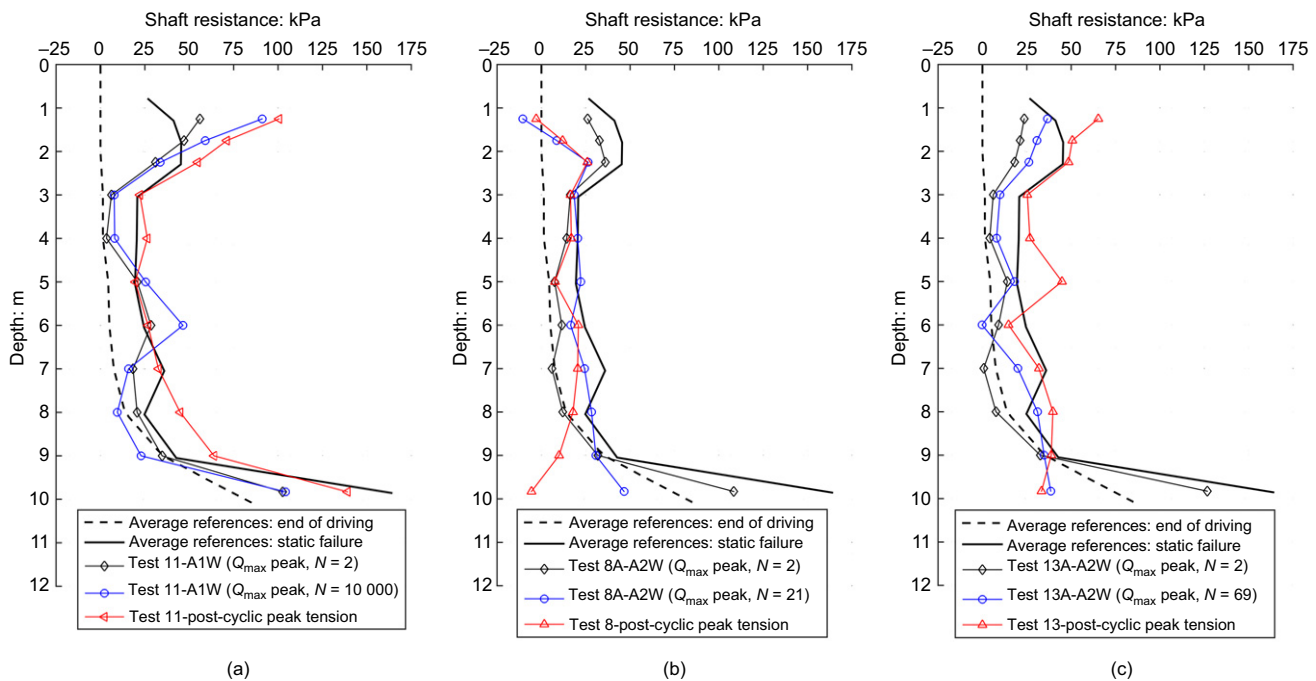 Shaft resistance: kPa
–25 0 25 50 75 100 125 150 175
0
1
2
3
4
5
6
7
8
9
10
11
12
Depth: m
Average references: end of driving
Average references: static failure
Test 11-A1W (Qmax peak, N = 2)
Test 11-A1W (Qmax peak, N = 10 000)
Test 11-post-cyclic peak tension
(a)
Shaft resistance: kPa
–25 0 25 50 75 100 125 150 175
0
1
2
3
4
5
6
7
8
9
10
11
12
Depth: m
Average references: end of driving
Average references: static failure
Test 8A-A2W (Qmax peak, N = 2)
Test 8A-A2W (Qmax peak, N = 21)
Test 8-post-cyclic peak tension
(b)
Shaft resistance: kPa
–25 0 25 50 75 100 125 150 175
0
1
2
3
4
5
6
7
8
9
10
11
12
Depth: m
Average references: end of driving
Average references: static failure
Test 13A-A2W (Qmax peak, N = 2)
Test 13A-A2W (Qmax peak, N = 69)
Test 13-post-cyclic peak tension
(c)